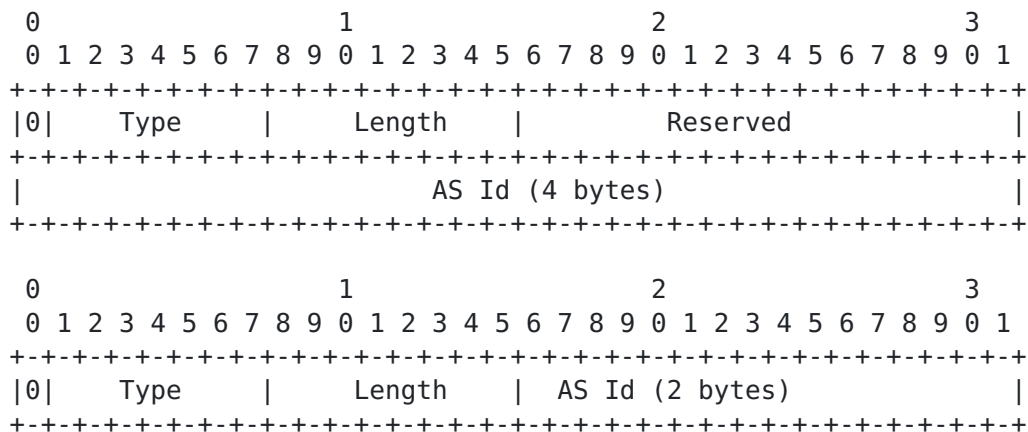 0                   1                   2                   3
 0 1 2 3 4 5 6 7 8 9 0 1 2 3 4 5 6 7 8 9 0 1 2 3 4 5 6 7 8 9 0 1
+-+-+-+-+-+-+-+-+-+-+-+-+-+-+-+-+-+-+-+-+-+-+-+-+-+-+-+-+-+-+-+-+
|0|    Type     |     Length    |         Reserved              |
+-+-+-+-+-+-+-+-+-+-+-+-+-+-+-+-+-+-+-+-+-+-+-+-+-+-+-+-+-+-+-+-+
|                          AS Id (4 bytes)                      |
+-+-+-+-+-+-+-+-+-+-+-+-+-+-+-+-+-+-+-+-+-+-+-+-+-+-+-+-+-+-+-+-+

 0                   1                   2                   3
 0 1 2 3 4 5 6 7 8 9 0 1 2 3 4 5 6 7 8 9 0 1 2 3 4 5 6 7 8 9 0 1
+-+-+-+-+-+-+-+-+-+-+-+-+-+-+-+-+-+-+-+-+-+-+-+-+-+-+-+-+-+-+-+-+
|0|    Type     |     Length    |  AS Id (2 bytes)              |
+-+-+-+-+-+-+-+-+-+-+-+-+-+-+-+-+-+-+-+-+-+-+-+-+-+-+-+-+-+-+-+-+